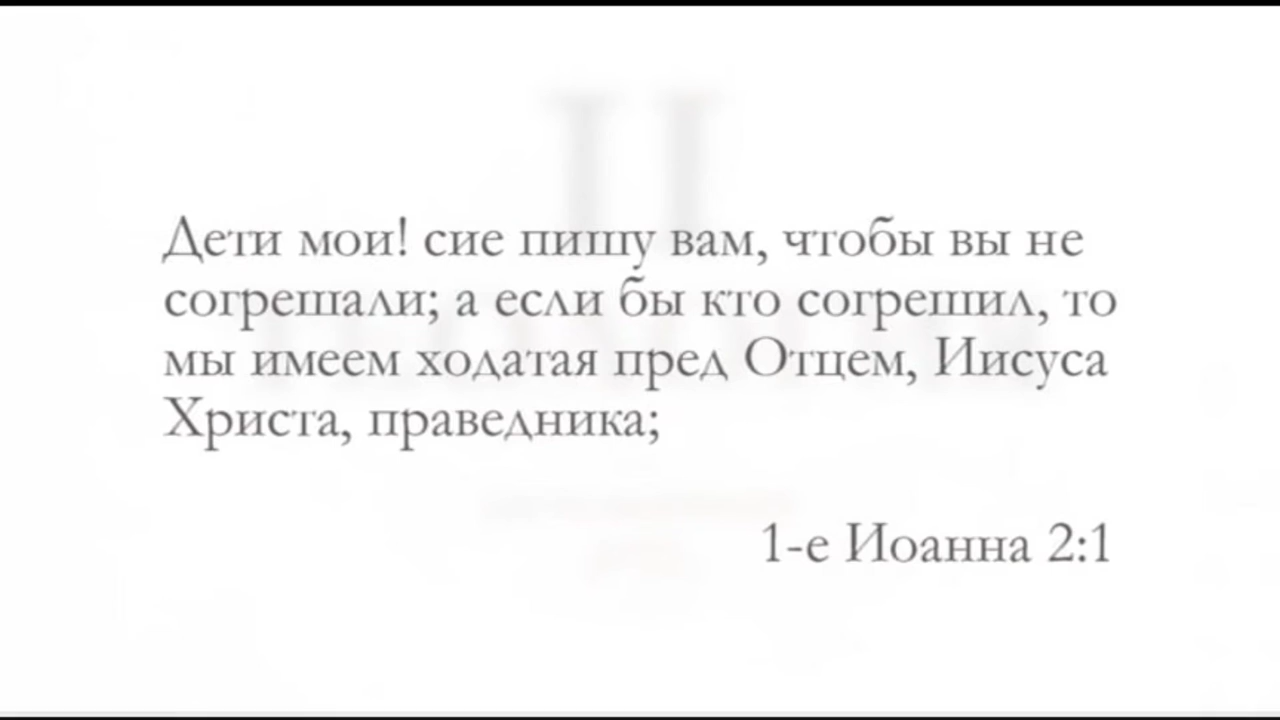 Дети мои! сие пишу вам, чтобы вы не
согрешали; а если бы кто согрешил, то
мы имеем ходатая пред Отцем, Иисуса
Христа, праведника;
1-е Иоанна 2:1